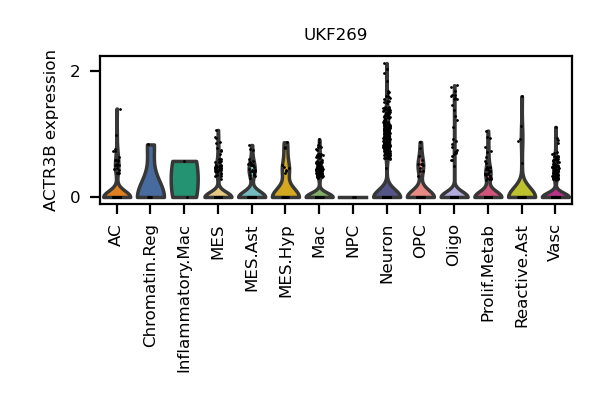 UKF269
ACTR3B expression
2
0
AC
Chromatin.Reg
Inflammatory.Mac
MES
MES.Ast
MES.Hyp
Mac
NPC
Neuron
OPC
Oligo
Prolif.Metab
Reactive.Ast
Vasc